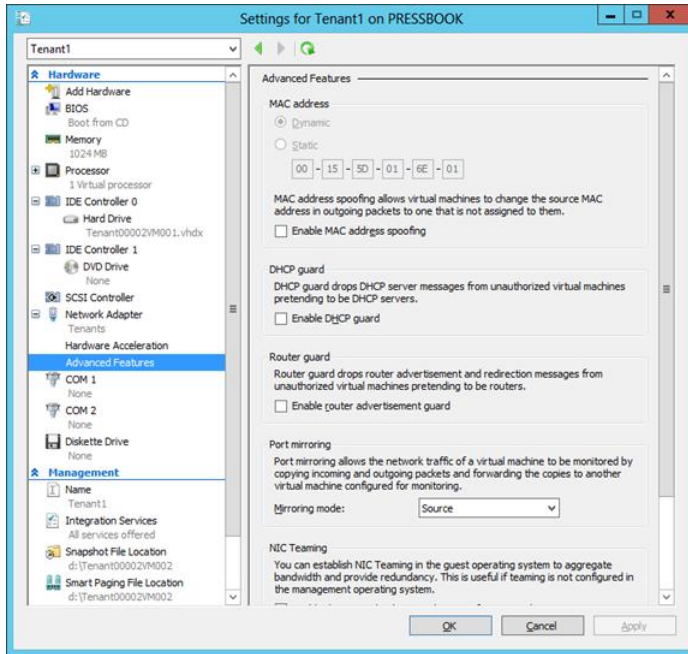 Settings for Tenant1 on PRESSBOOK
Tenant1
Hardware
Add Hardware
BIOS
Boot from CD
Memory
1024 MB
Processor
1 Virtual processor
IDE Controller 0
Hard Drive
Tenant00002VM001.vhdx
IDE Controller 1
DVD Drive
None
SCSI Controller
Network Adapter
Tenants
Hardware Acceleration
Advanced Features
COM 1
None
COM 2
None
Diskette Drive
None
Management
Name
Tenant1
Integration Services
All services offered
Snapshot File Location
d:\Tenant00002VM002
Smart Paging File Location
d:\Tenant00002VM002
Advanced Features
MAC address
Dynamic
Static
00 - 15 - 5D - 01 - 6E - 01
MAC address spoofing allows virtual machines to change the source MAC
address in outgoing packets to one that is not assigned to them.
Enable MAC address spoofing
DHCP guard
DHCP guard drops DHCP server messages from unauthorized virtual machines
pretending to be DHCP servers.
Enable DHCP guard
Router guard
Router guard drops router advertisement and redirection messages from
unauthorized virtual machines pretending to be routers.
Enable router advertisement guard
Port mirroring
Port mirroring allows the network traffic of a virtual machine to be monitored by
copying incoming and outgoing packets and forwarding the copies to another
virtual machine configured for monitoring.
Mirroring mode: Source
NIC Teaming
You can establish NIC Teaming in the guest operating system to aggregate
bandwidth and provide redundancy. This is useful if teaming is not configured in
the management operating system.
OK Cancel Apply